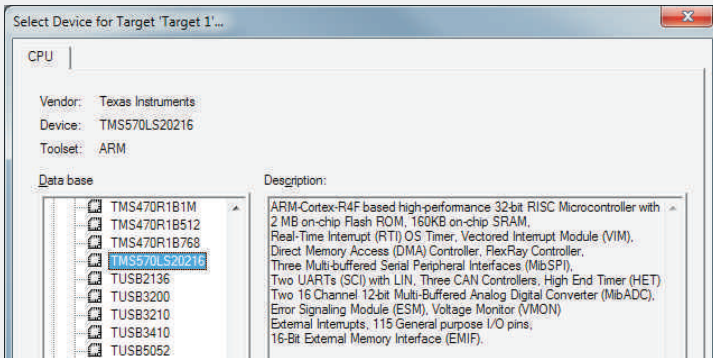 Select Device for Target 'Target 1'...
CPU
Vendor: Texas Instruments
Device: TMS570LS20216
Toolset: ARM
Data base
TMS470R1B1M
TMS470R1B512
TMS470R1B768
TMS570LS20216
TUSB2136
TUSB3200
TUSB3210
TUSB3410
TUSB5052
Description:
ARM-Cortex-R4F based high-performance 32-bit RISC Microcontroller with
2 MB on-chip Flash ROM, 160KB on-chip SRAM,
Real-Time Interrupt (RTI) OS Timer, Vectored Interrupt Module (VIM),
Direct Memory Access (DMA) Controller, FlexRay Controller,
Three Multi-buffered Serial Peripheral Interfaces (MibSPI),
Two UARTs (SCI) with LIN, Three CAN Controllers, High End Timer (HET)
Two 16 Channel 12-bit Multi-Buffered Analog Digital Converter (MibADC),
Error Signaling Module (ESM), Voltage Monitor (VMON)
External Interrupts, 115 General purpose I/O pins,
16-Bit External Memory Interface (EMIF).